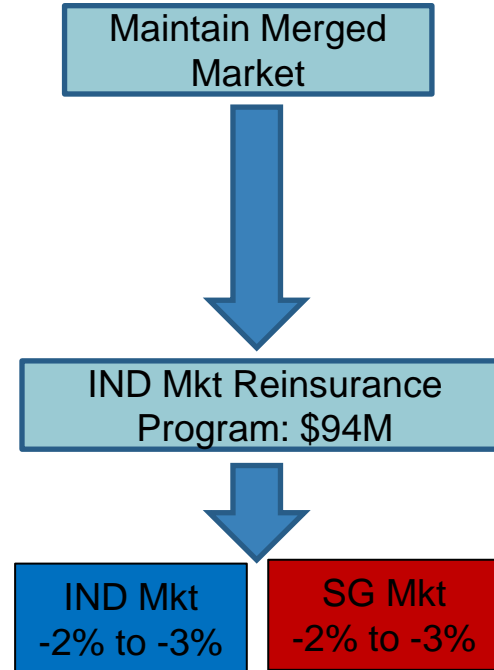 Maintain Merged
Market
IND Mkt Reinsurance
Program: $94M
IND Mkt
-2% to -3%
SG Mkt
-2% to -3%